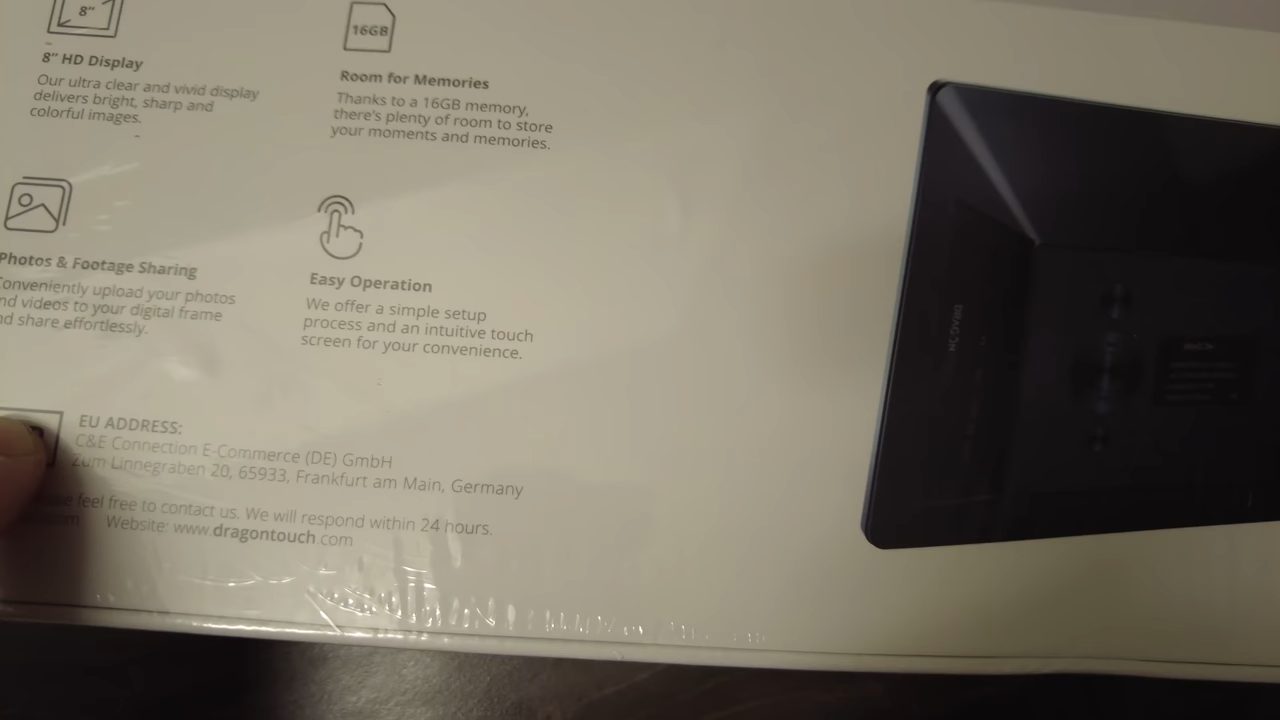 8"
8" HD Display
Our ultra clear and vivid display
delivers bright, sharp and
colorful images.
16GB
Room for Memories
Thanks to a 16GB memory,
there's plenty of room to store
your moments and memories.
Photos & Footage Sharing
Conveniently upload your photos
nd videos to your digital frame
nd share effortlessly.
Easy Operation
We offer a simple setup
process and an intuitive touch
screen for your convenience.
EU ADDRESS:
C&E Connection E-Commerce (DE) GmbH
Zum Linnegraben 20, 65933, Frankfurt am Main, Germany
feel free to contact us. We will respond within 24 hours.
Website: www.dragontouch.com